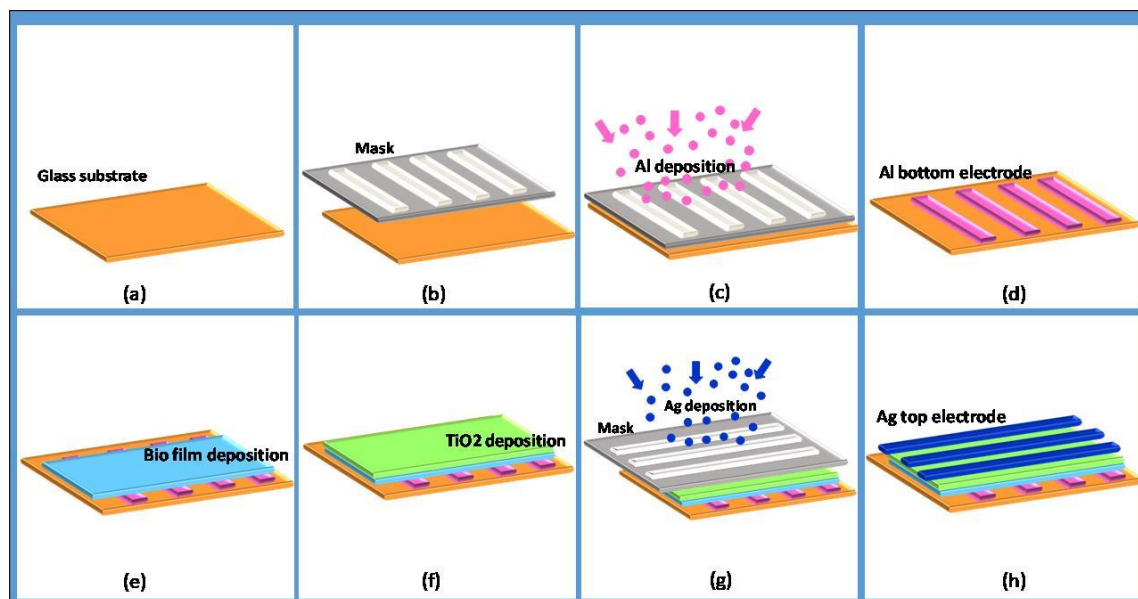 Glass substrate
(a)
Mask
(b)
Al deposition
(c)
Al bottom electrode
(d)
Bio film deposition
(e)
TiO2 deposition
(f)
Ag deposition
Mask
(g)
Ag top electrode
(h)